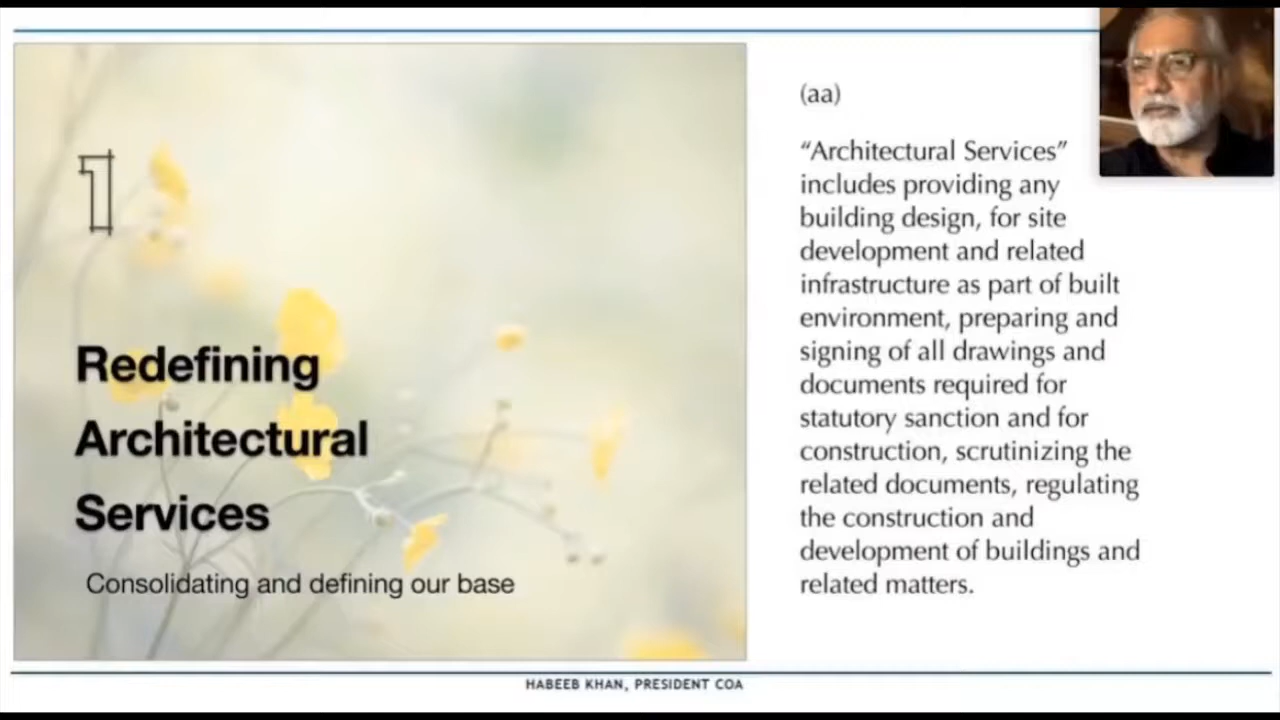 1
Redefining
Architectural
Services
Consolidating and defining our base
(aa)
“Architectural Services”
includes providing any
building design, for site
development and related
infrastructure as part of built
environment, preparing and
signing of all drawings and
documents required for
statutory sanction and for
construction, scrutinizing the
related documents, regulating
the construction and
development of buildings and
related matters.
HABEEB KHAN, PRESIDENT COA